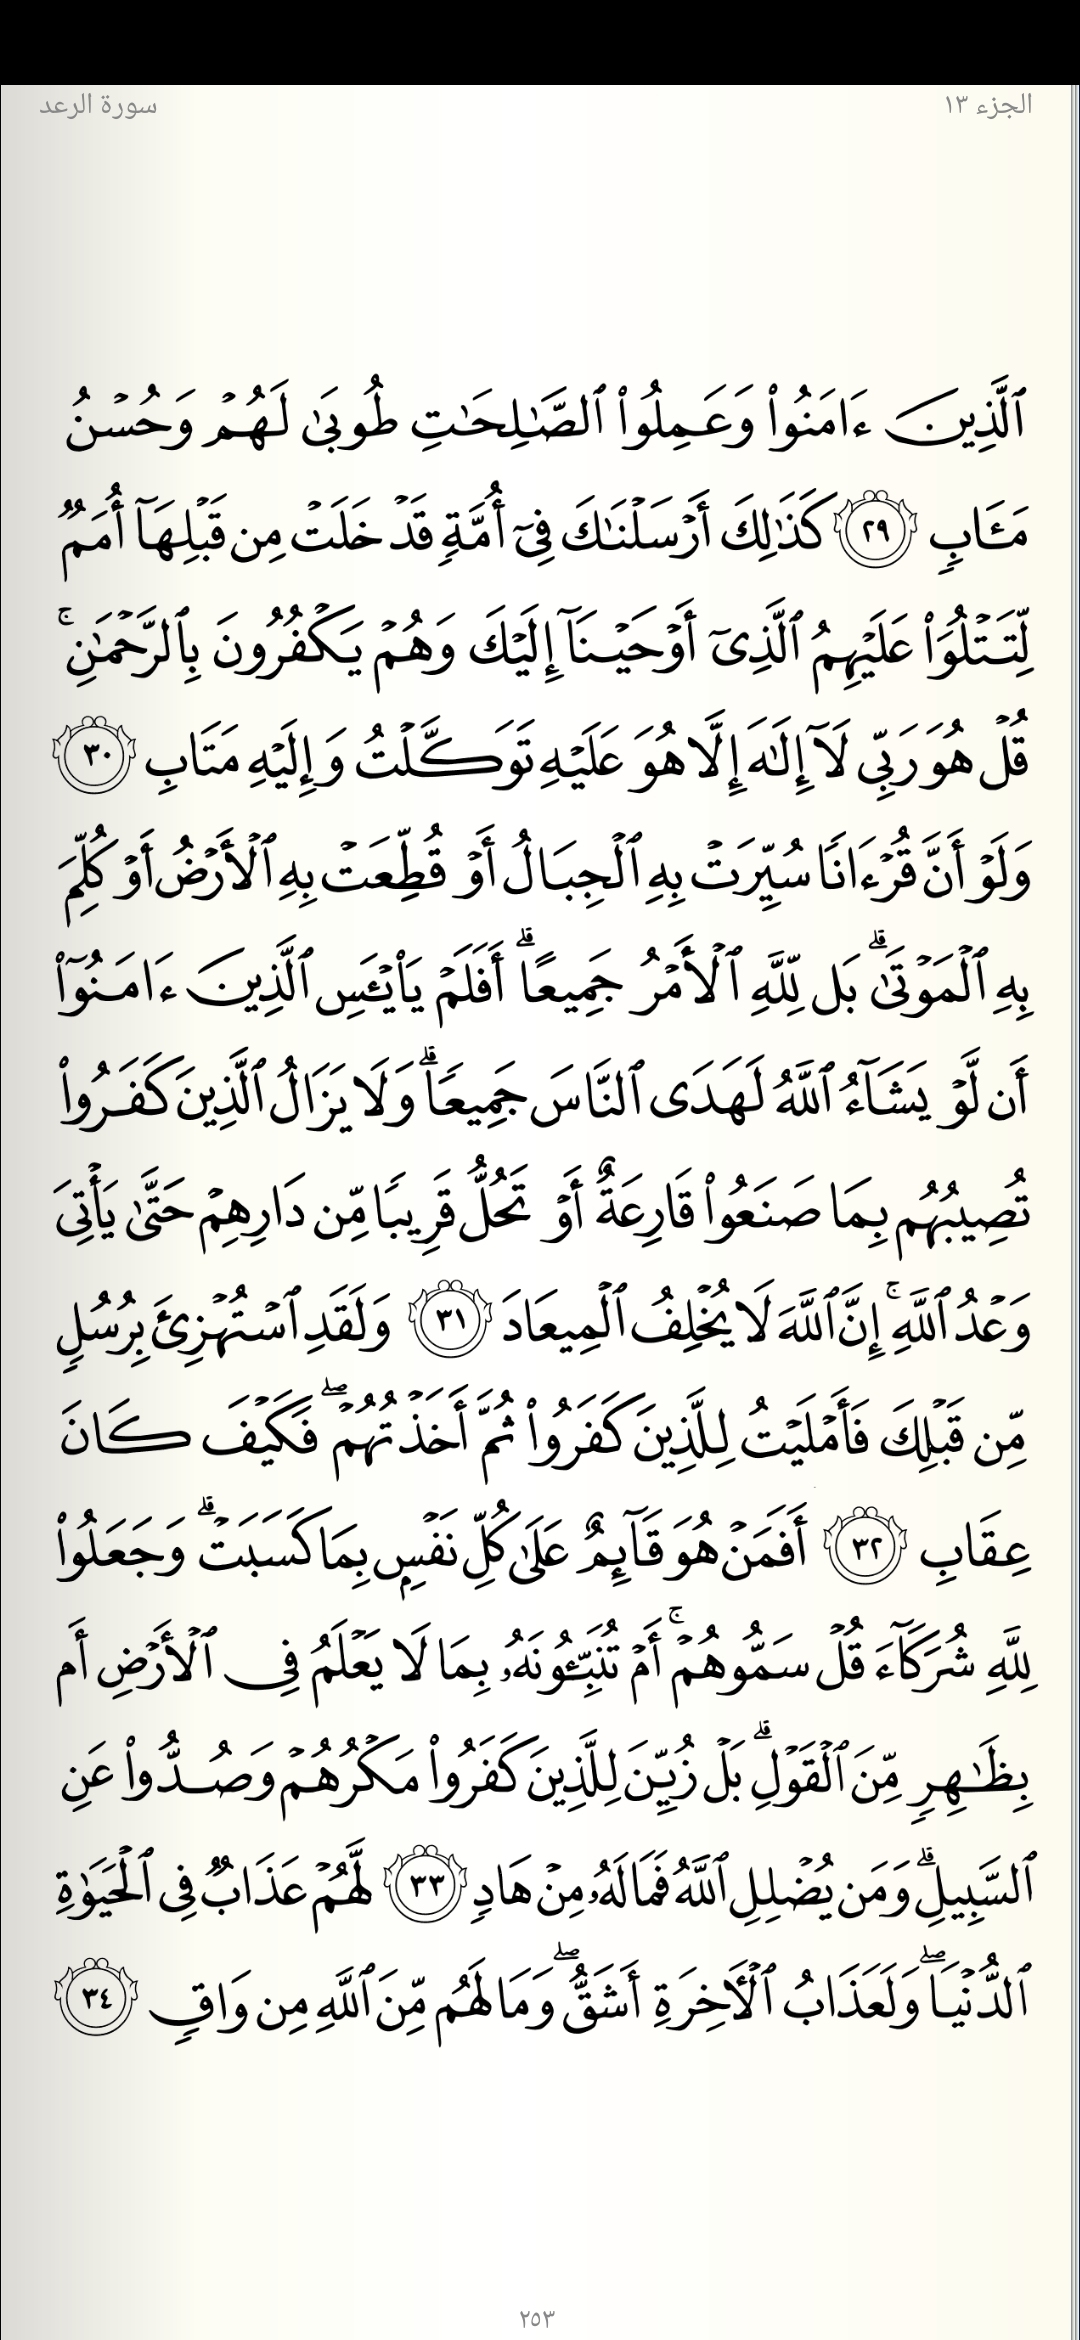 الجزء ١٣
سورة الرعد
ٱلَّذِينَ ءَامَنُوا۟ وَعَمِلُوا۟ ٱلصَّـٰلِحَـٰتِ طُوبَىٰ لَهُمۡ وَحُسۡنُ
مَـَٔابٖ ٢٩ كَذَٰلِكَ أَرۡسَلۡنَـٰكَ فِىٓ أُمَّةٖ قَدۡ خَلَتۡ مِن قَبۡلِهَآ أُمَمٞ
لِّتَتۡلُوَا۟ عَلَيۡهِمُ ٱلَّذِىٓ أَوۡحَيۡنَآ إِلَيۡكَ وَهُمۡ يَكۡفُرُونَ بِٱلرَّحۡمَـٰنِۚ
قُلۡ هُوَ رَبِّى لَآ إِلَـٰهَ إِلَّا هُوَ عَلَيۡهِ تَوَكَّلۡتُ وَإِلَيۡهِ مَتَابِ ٣٠
وَلَوۡ أَنَّ قُرۡءَانٗا سُيِّرَتۡ بِهِ ٱلۡجِبَالُ أَوۡ قُطِّعَتۡ بِهِ ٱلۡأَرۡضُ أَوۡ كُلِّمَ
بِهِ ٱلۡمَوۡتَىٰۗ بَل لِّلَّهِ ٱلۡأَمۡرُ جَمِيعًاۗ أَفَلَمۡ يَا۟يۡـَٔسِ ٱلَّذِينَ ءَامَنُوٓا۟
أَن لَّوۡ يَشَآءُ ٱللَّهُ لَهَدَى ٱلنَّاسَ جَمِيعٗاۗ وَلَا يَزَالُ ٱلَّذِينَ كَفَرُوا۟
تُصِيبُهُم بِمَا صَنَعُوا۟ قَارِعَةٌ أَوۡ تَحُلُّ قَرِيبٗا مِّن دَارِهِمۡ حَتَّىٰ يَأۡتِىَ
وَعۡدُ ٱللَّهِۚ إِنَّ ٱللَّهَ لَا يُخۡلِفُ ٱلۡمِيعَادَ ٣١ وَلَقَدِ ٱسۡتُهۡزِئَ بِرُسُلٖ
مِّن قَبۡلِكَ فَأَمۡلَيۡتُ لِلَّذِينَ كَفَرُوا۟ ثُمَّ أَخَذۡتُهُمۡۖ فَكَيۡفَ كَانَ
عِقَابِ ٣٢ أَفَمَنۡ هُوَ قَآئِمٌ عَلَىٰ كُلِّ نَفۡسِۭ بِمَا كَسَبَتۡۗ وَجَعَلُوا۟
لِلَّهِ شُرَكَآءَ قُلۡ سَمُّوهُمۡۚ أَمۡ تُنَبِّـُٔونَهُۥ بِمَا لَا يَعۡلَمُ فِى ٱلۡأَرۡضِ أَم
بِظَـٰهِرٖ مِّنَ ٱلۡقَوۡلِۗ بَلۡ زُيِّنَ لِلَّذِينَ كَفَرُوا۟ مَكۡرُهُمۡ وَصُدُّوا۟ عَنِ
ٱلسَّبِيلِۗ وَمَن يُضۡلِلِ ٱللَّهُ فَمَا لَهُۥ مِنۡ هَادٖ ٣٣ لَّهُمۡ عَذَابٞ فِى ٱلۡحَيَوٰةِ
ٱلدُّنۡيَاۖ وَلَعَذَابُ ٱلۡأٓخِرَةِ أَشَقُّۖ وَمَا لَهُم مِّنَ ٱللَّهِ مِن وَاقٖ ٣٤
٢٥٣